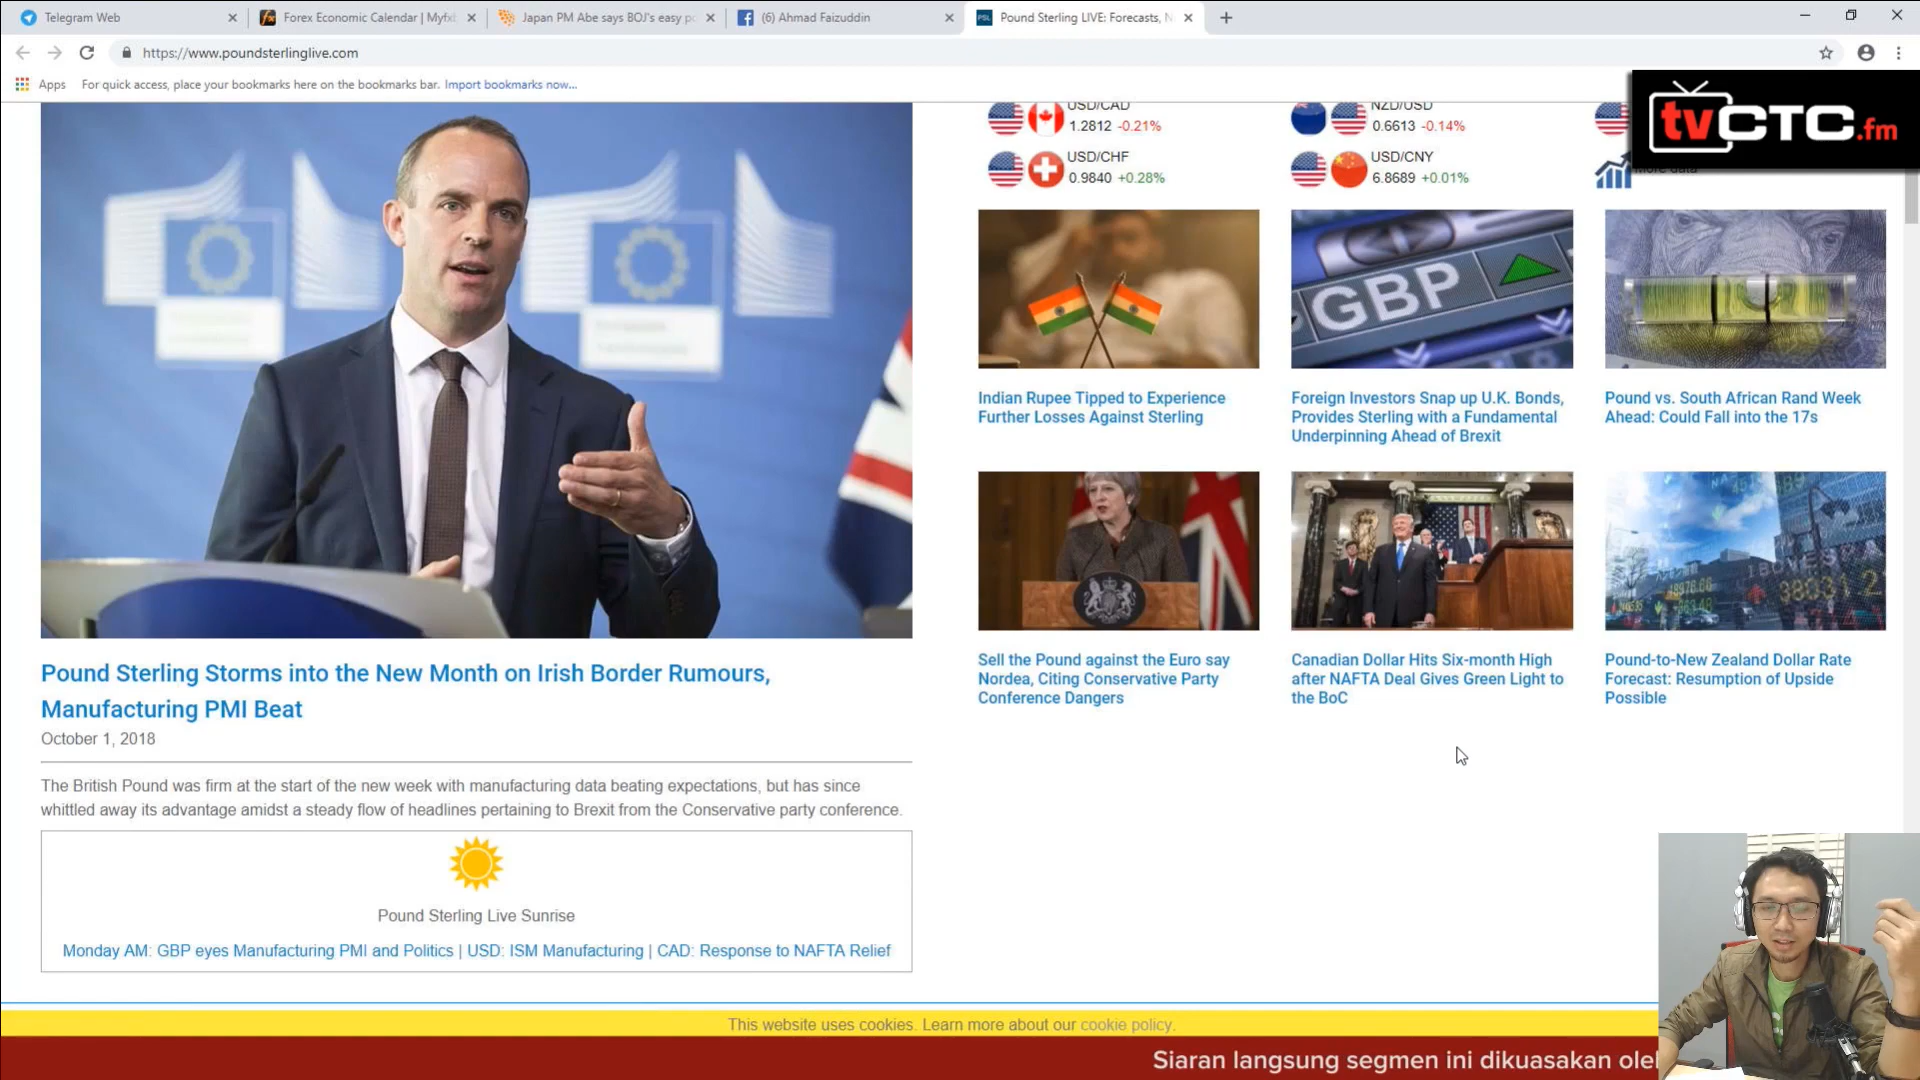 Telegram Web
Forex Economic Calendar | Myfxb
Japan PM Abe says BOJ's easy po
(6) Ahmad Faizuddin
Pound Sterling LIVE: Forecasts, N
https://www.poundsterlinglive.com
Apps
For quick access, place your bookmarks here on the bookmarks bar. Import bookmarks now...
tvCTC.fm
USD/CAD
1.2812 -0.21%
NZD/USD
0.6613 -0.14%
USD/CHF
0.9840 +0.28%
USD/CNY
6.8689 +0.01%
More data
GBP
Indian Rupee Tipped to Experience
Further Losses Against Sterling
Foreign Investors Snap up U.K. Bonds,
Provides Sterling with a Fundamental
Underpinning Ahead of Brexit
Pound vs. South African Rand Week
Ahead: Could Fall into the 17s
Sell the Pound against the Euro say
Nordea, Citing Conservative Party
Conference Dangers
Canadian Dollar Hits Six-month High
after NAFTA Deal Gives Green Light to
the BoC
Pound-to-New Zealand Dollar Rate
Forecast: Resumption of Upside
Possible
Pound Sterling Storms into the New Month on Irish Border Rumours,
Manufacturing PMI Beat
October 1, 2018
The British Pound was firm at the start of the new week with manufacturing data beating expectations, but has since
whittled away its advantage amidst a steady flow of headlines pertaining to Brexit from the Conservative party conference.
Pound Sterling Live Sunrise
Monday AM: GBP eyes Manufacturing PMI and Politics | USD: ISM Manufacturing | CAD: Response to NAFTA Relief
This website uses cookies. Learn more about our cookie policy.
Siaran langsung segmen ini dikuasakan ole